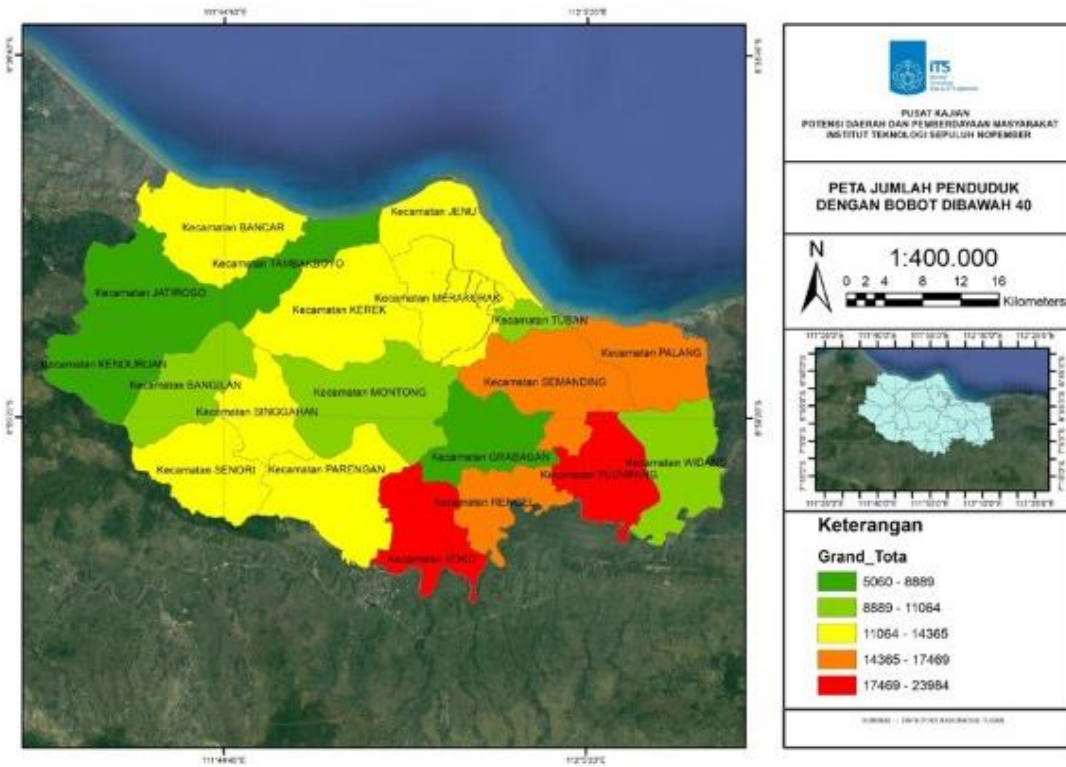 Kecamatan JENU
Kecamatan BANCAR
Kecamatan TAMBAKBOYO
Kecamatan JATIROGO
Kecamatan MERAKURAK
Kecamatan KEREK
Kecamatan TUBAN
Kecamatan PALANG
Kecamatan KENDURUAN
Kecamatan BANGILAN
Kecamatan MONTONG
Kecamatan SEMANDING
Kecamatan SINGGAHAN
Kecamatan GRABAGAN
Kecamatan WIDANG
Kecamatan PLUMPANG
Kecamatan SENORI
Kecamatan PARENGAN
Kecamatan RENGEL
Kecamatan SOKO
ITS
PUSAT KAJIAN
POTENSI DAERAH DAN PEMBERDAYAAN MASYARAKAT
INSTITUT TEKNOLOGI SEPULUH NOPEMBER
PETA JUMLAH PENDUDUK
DENGAN BOBOT DIBAWAH 40
N
1:400.000
0 2 4 8 12 16
Kilometers
Keterangan
Grand_Tota
5060 - 8889
8889 - 11064
11064 - 14365
14365 - 17469
17469 - 23984